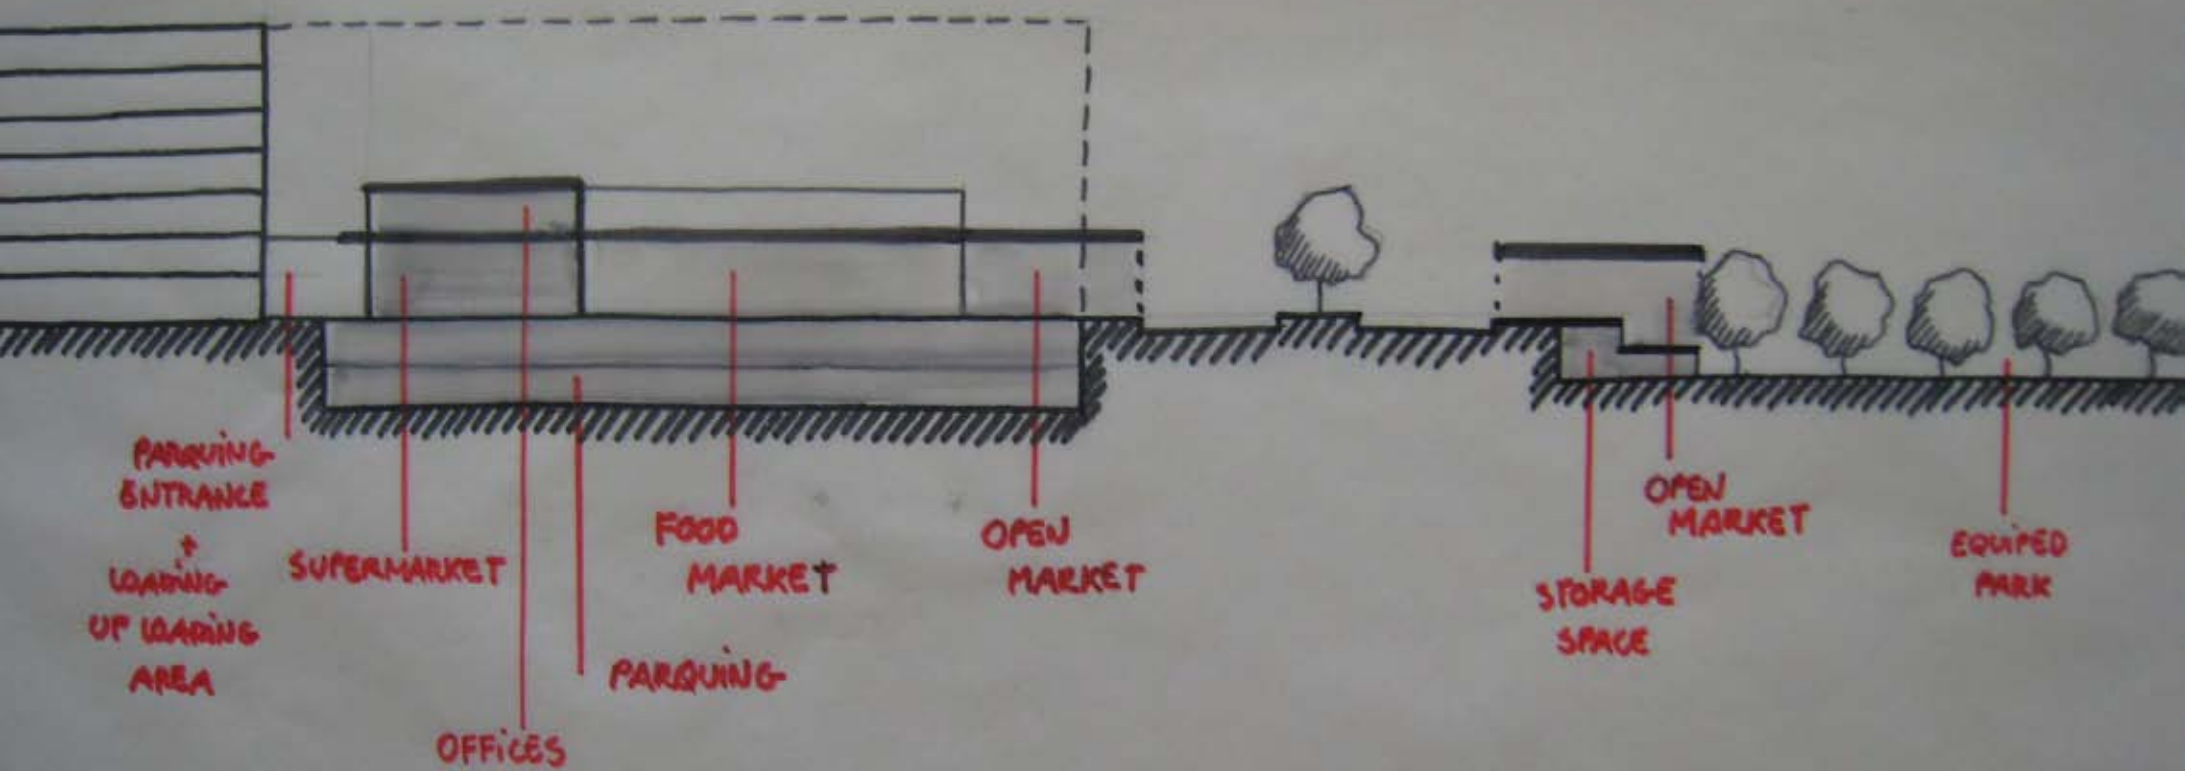 PARQUING
ENTRANCE
+
LOADING
UP LOADING
AREA
SUPERMARKET
OFFICES
PARQUING
FOOD
MARKET
OPEN
MARKET
STORAGE
SPACE
OPEN
MARKET
EQUIPED
PARK